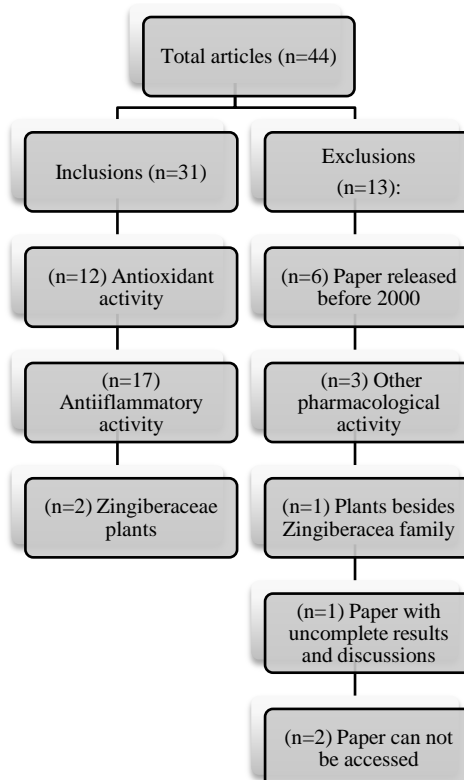 Total articles (n=44)
Inclusions (n=31)
(n=12) Antioxidant
activity
(n=17)
Antiiflammatory
activity
(n=2) Zingiberaceae
plants
Exclusions
(n=13):
(n=6) Paper released
before 2000
(n=3) Other
pharmacological
activity
(n=1) Plants besides
Zingiberacea family
(n=1) Paper with
uncomplete results
and discussions
(n=2) Paper can not
be accessed